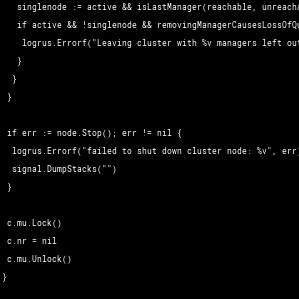 singlenode := active && isLastManager(reachable, unreacha
if active && !singlenode && removingManagerCausesLossOfQu
logrus.Errorf("Leaving cluster with %v managers left out
}
}
}
if err := node.Stop(); err != nil {
logrus.Errorf("failed to shut down cluster node: %v", err)
signal.DumpStacks("")
}
c.mu.Lock()
c.nr = nil
c.mu.Unlock()
}